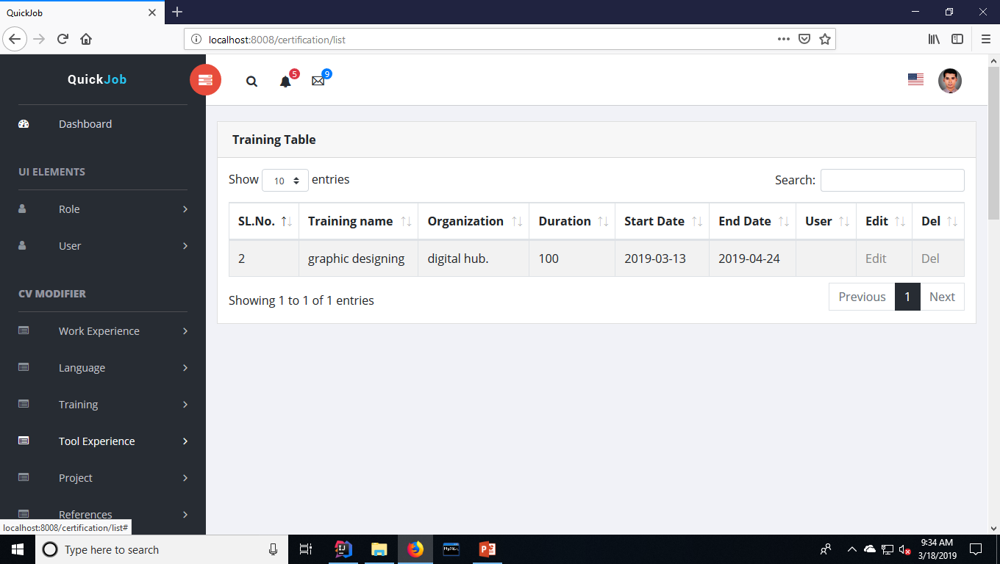 QuickJob
localhost:8008/certification/list
QuickJob
5
9
Dashboard
UI ELEMENTS
Role
User
CV MODIFIER
Work Experience
Language
Training
Tool Experience
Project
References
localhost:8008/certification/list#
Training Table
Show 10 entries
Search:
SL.No. Training name Organization Duration Start Date End Date User Edit Del
2 graphic designing digital hub. 100 2019-03-13 2019-04-24 Edit Del
Showing 1 to 1 of 1 entries
Previous 1 Next
Type here to search
IJ
MySQL
P
9:34 AM
3/18/2019